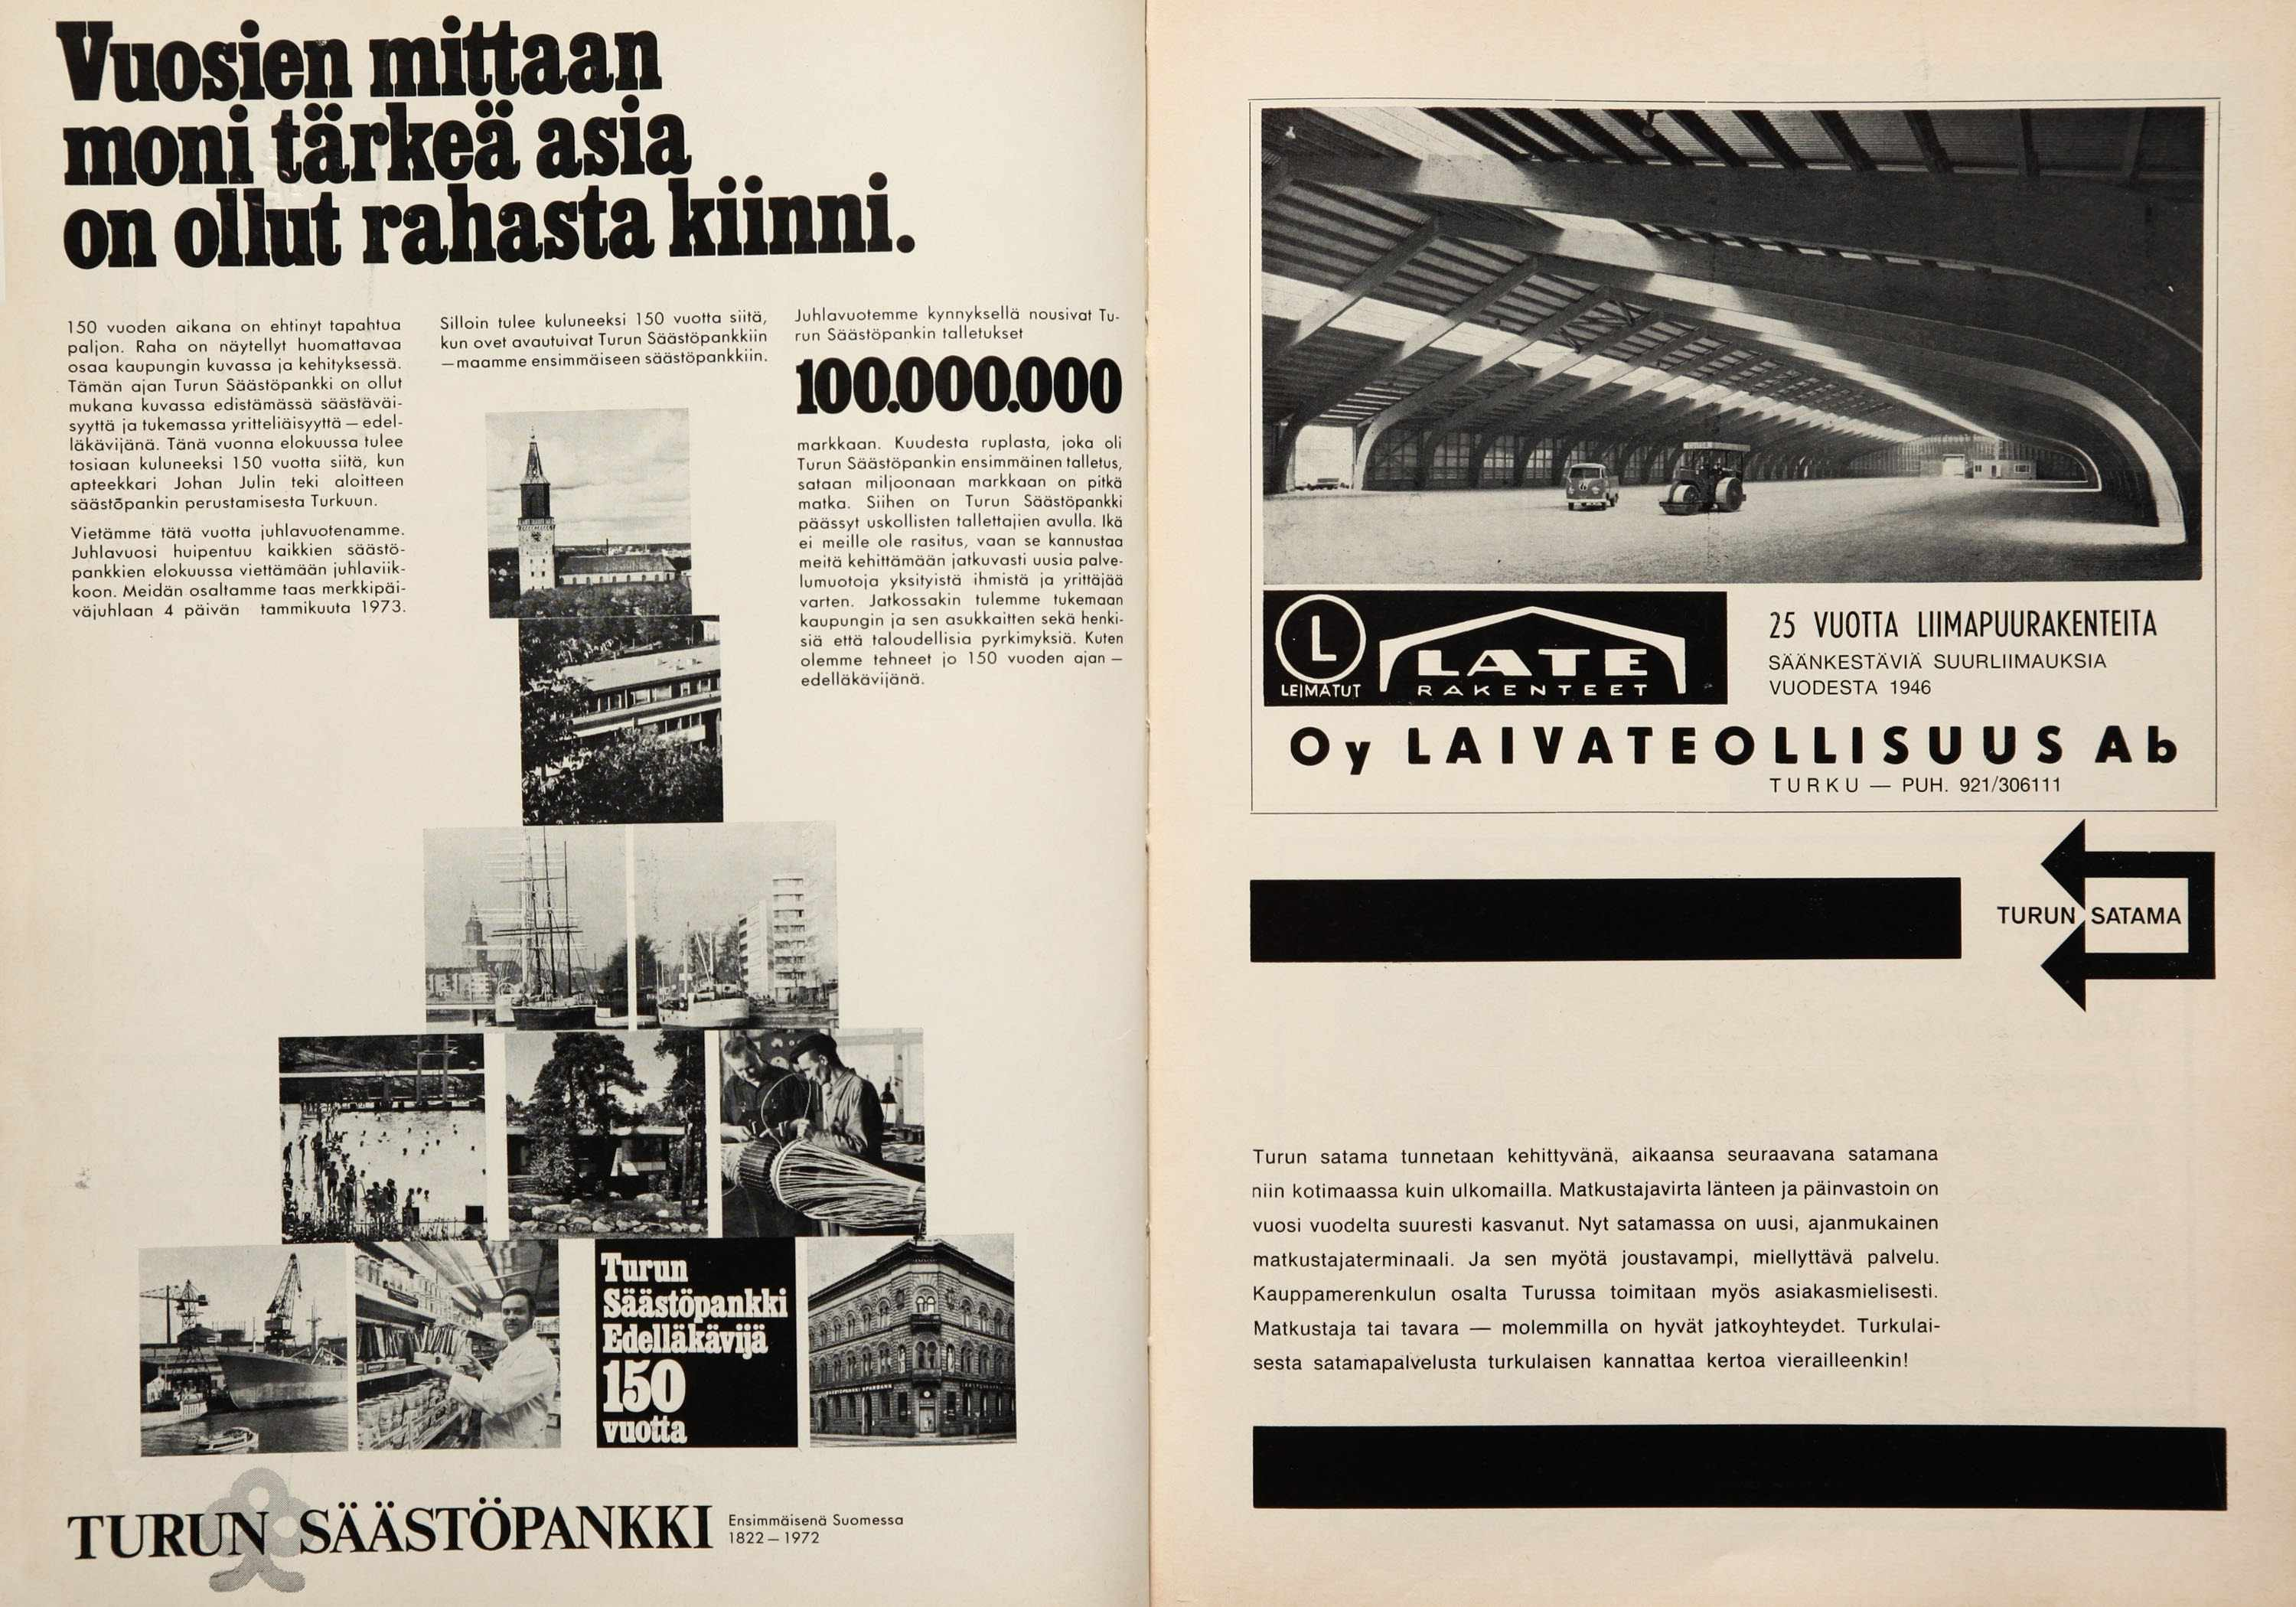 Vuosien mittaan
moni tärkeä asia
on ollut rahasta kiinni.
150 vuoden aikana on ehtinyt tapahtua
paljon. Raha on näytellyt huomattavaa
osaa kaupungin kuvassa ja kehityksessä.
Tämän ajan Turun Säästöpankki on ollut
mukana kuvassa edistämässä säästäväi-
syyttä ja tukemassa yritteliäisyyttä — edel-
läkävijänä. Tänä vuonna elokuussa tulee
tosiaan kuluneeksi 150 vuotta siitä, kun
apteekkari Johan Julin teki aloitteen
säästöpankin perustamisesta Turkuun.
Vietämme tätä vuotta juhlavuotenamme.
Juhlavuosi huipentuu kaikkien säästö-
pankkien elokuussa viettämään juhlaviik-
koon. Meidän osaltamme taas merkkipäi-
väjuhlaan 4 päivän tammikuuta 1973.
Silloin tulee kuluneeksi 150 vuotta siitä,
kun ovet avautuivat Turun Säästöpankkiin
— maamme ensimmäiseen säästöpankkiin.
Juhlavuotemme kynnyksellä nousivat Tu-
run Säästöpankin talletukset
100.000.000
markkaan. Kuudesta ruplasta, joka oli
Turun Säästöpankin ensimmäinen talletus,
sataan miljoonaan markkaan on pitkä
matka. Siihen on Turun Säästöpankki
päässyt uskollisten tallettajien avulla. Ikä
ei meille ole rasitus, vaan se kannustaa
meitä kehittämään jatkuvasti uusia palve-
lumuotoja yksityistä ihmistä ja yrittäjää
varten. Jatkossakin tulemme tukemaan
kaupungin ja sen asukkaitten sekä henki-
siä että taloudellisia pyrkimyksiä. Kuten
olemme tehneet jo 150 vuoden ajan —
edelläkävijänä.
Turun
Säästöpankki
Edelläkävijä
150
vuotta
TURUN SÄÄSTÖPANKKI
Ensimmäisenä Suomessa
1822 – 1972
L
LEIMATUT
LATE
RAKENTEET
25 VUOTTA LIIMAPUURAKENTEITA
SÄÄNKESTÄVIÄ SUURLIIMAUKSIA
VUODESTA 1946
Oy LAIVATEOLLISUUS Ab
TURKU — PUH. 921/306111
TURUN SATAMA
Turun satama tunnetaan kehittyvänä, aikaansa seuraavana satamana
niin kotimaassa kuin ulkomailla. Matkustajavirta länteen ja päinvastoin on
vuosi vuodelta suuresti kasvanut. Nyt satamassa on uusi, ajanmukainen
matkustajaterminaali. Ja sen myötä joustavampi, miellyttävä palvelu.
Kauppamerenkulun osalta Turussa toimitaan myös asiakasmielisesti.
Matkustaja tai tavara — molemmilla on hyvät jatkoyhteydet. Turkulai-
sesta satamapalvelusta turkulaisen kannattaa kertoa vierailleenkin!